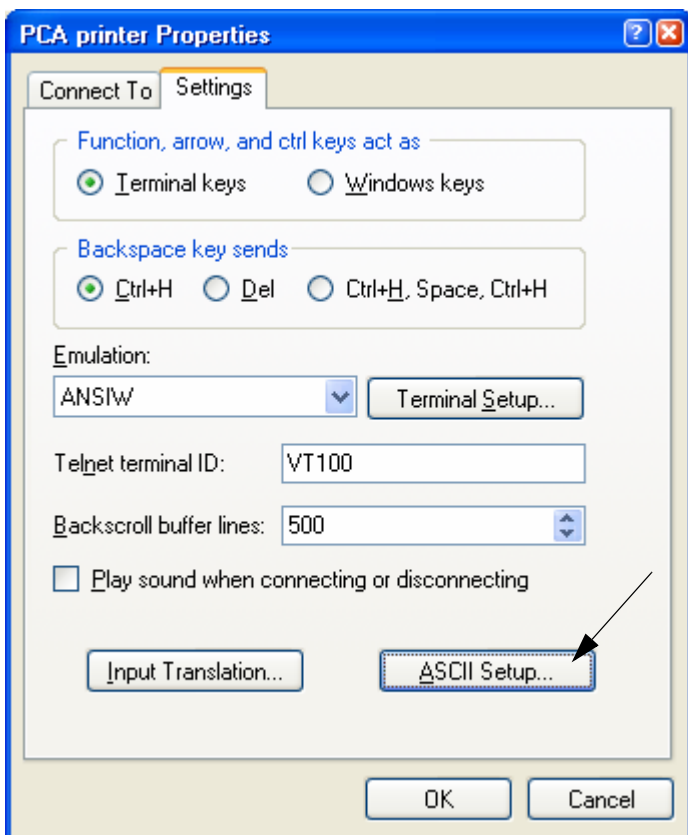 PCA printer Properties
Connect To Settings
Function, arrow, and ctrl keys act as
Terminal keys Windows keys
Backspace key sends
Ctrl+H Del Ctrl+H, Space, Ctrl+H
Emulation:
ANSIW Terminal Setup...
Telnet terminal ID: VT100
Backscroll buffer lines: 500
Play sound when connecting or disconnecting
Input Translation... ASCII Setup...
OK Cancel